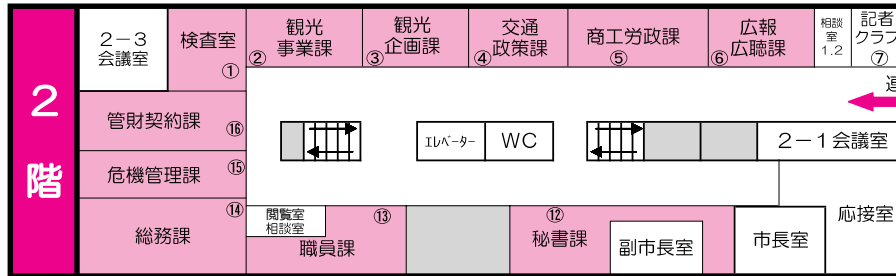 2階
2-3
会議室
検査室
①
②
観光
事業課
③
観光
企画課
④
交通
政策課
商工労政課
⑤
⑥
広報
広聴課
相談
室
1.2
記者
クラブ
⑦
管財契約課
⑯
エレベーター
WC
2-1会議室
危機管理課
⑮
総務課
⑭
閲覧室
相談室
⑬
職員課
⑫
秘書課
副市長室
市長室
応接室